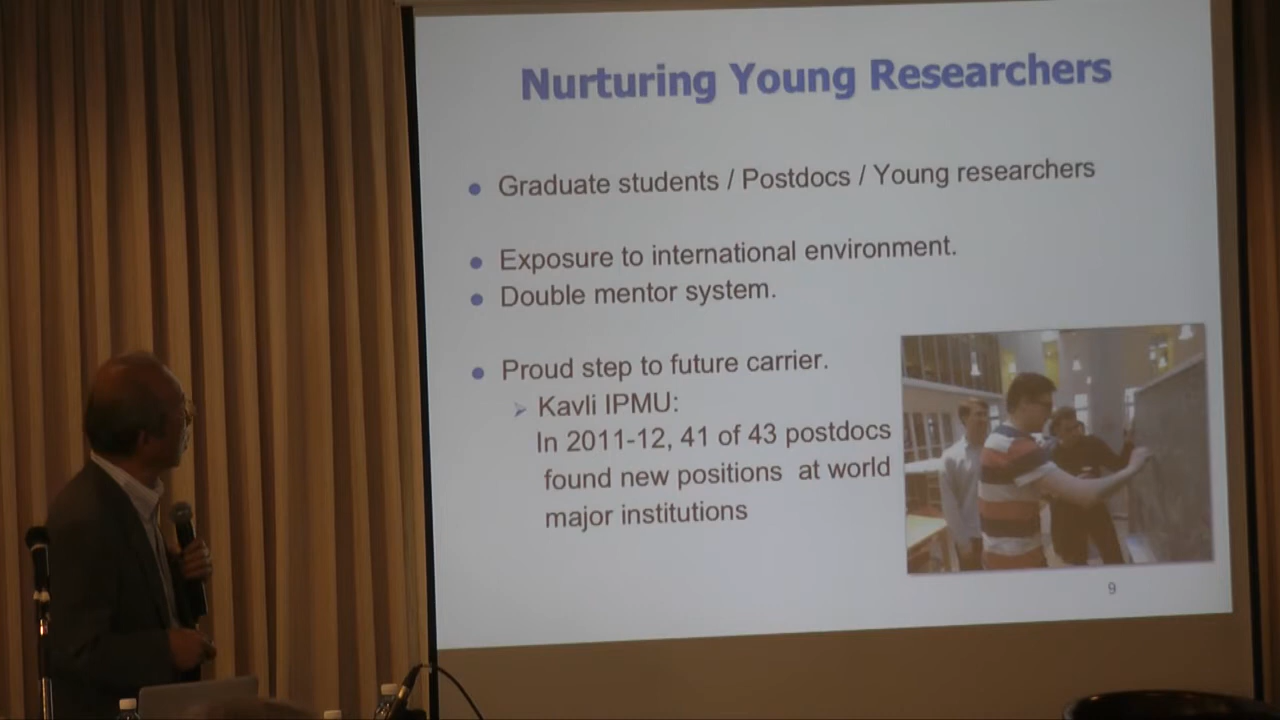 Nurturing Young Researchers
Graduate students / Postdocs / Young researchers
Exposure to international environment.
Double mentor system.
Proud step to future carrier.
Kavli IPMU:
In 2011-12, 41 of 43 postdocs
found new positions at world
major institutions
9